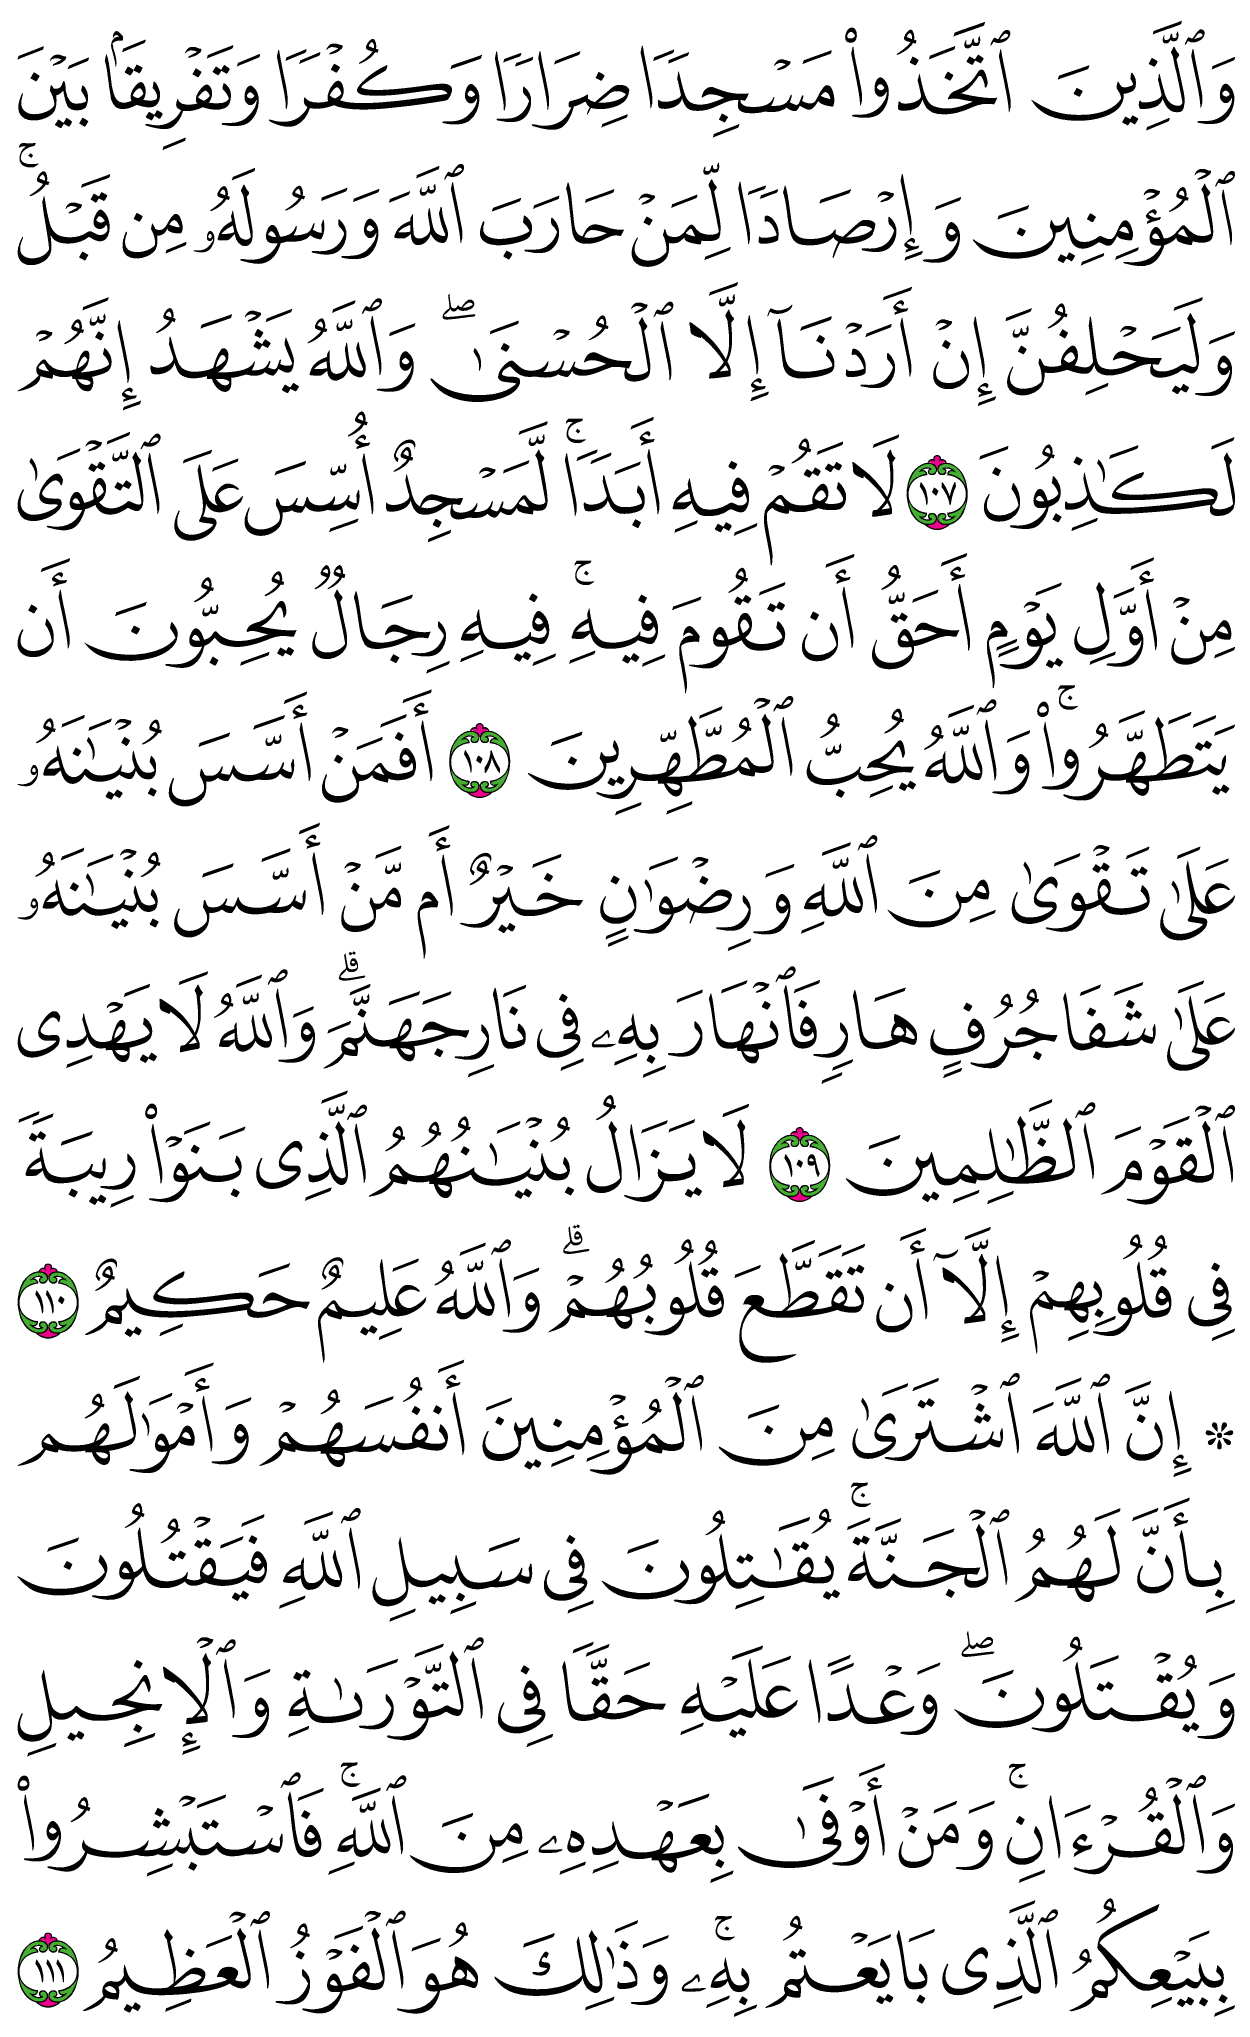 وَٱلَّذِينَ ٱتَّخَذُواْ مَسۡجِدٗا ضِرَارٗا وَكُفۡرٗا وَتَفۡرِيقَۢا بَيۡنَ
ٱلۡمُؤۡمِنِينَ وَإِرۡصَادٗا لِّمَنۡ حَارَبَ ٱللَّهَ وَرَسُولَهُۥ مِن قَبۡلُۚ
وَلَيَحۡلِفُنَّ إِنۡ أَرَدۡنَآ إِلَّا ٱلۡحُسۡنَىٰۖ وَٱللَّهُ يَشۡهَدُ إِنَّهُمۡ
لَكَٰذِبُونَ ١٠٧ لَا تَقُمۡ فِيهِ أَبَدٗاۚ لَّمَسۡجِدٌ أُسِّسَ عَلَى ٱلتَّقۡوَىٰ
مِنۡ أَوَّلِ يَوۡمٍ أَحَقُّ أَن تَقُومَ فِيهِۚ فِيهِ رِجَالٞ يُحِبُّونَ أَن
يَتَطَهَّرُواْۚ وَٱللَّهُ يُحِبُّ ٱلۡمُطَّهِّرِينَ ١٠٨ أَفَمَنۡ أَسَّسَ بُنۡيَٰنَهُۥ
عَلَىٰ تَقۡوَىٰ مِنَ ٱللَّهِ وَرِضۡوَٰنٍ خَيۡرٌ أَم مَّنۡ أَسَّسَ بُنۡيَٰنَهُۥ
عَلَىٰ شَفَا جُرُفٍ هَارٖ فَٱنۡهَارَ بِهِۦ فِي نَارِ جَهَنَّمَۗ وَٱللَّهُ لَا يَهۡدِي
ٱلۡقَوۡمَ ٱلظَّٰلِمِينَ ١٠٩ لَا يَزَالُ بُنۡيَٰنُهُمُ ٱلَّذِي بَنَوۡاْ رِيبَةٗ
فِي قُلُوبِهِمۡ إِلَّآ أَن تَقَطَّعَ قُلُوبُهُمۡۗ وَٱللَّهُ عَلِيمٌ حَكِيمٌ ١١٠
۞ إِنَّ ٱللَّهَ ٱشۡتَرَىٰ مِنَ ٱلۡمُؤۡمِنِينَ أَنفُسَهُمۡ وَأَمۡوَٰلَهُم
بِأَنَّ لَهُمُ ٱلۡجَنَّةَۚ يُقَٰتِلُونَ فِي سَبِيلِ ٱللَّهِ فَيَقۡتُلُونَ
وَيُقۡتَلُونَۖ وَعۡدًا عَلَيۡهِ حَقّٗا فِي ٱلتَّوۡرَىٰةِ وَٱلۡإِنجِيلِ
وَٱلۡقُرۡءَانِۚ وَمَنۡ أَوۡفَىٰ بِعَهۡدِهِۦ مِنَ ٱللَّهِۚ فَٱسۡتَبۡشِرُواْ
بِبَيۡعِكُمُ ٱلَّذِي بَايَعۡتُم بِهِۦۚ وَذَٰلِكَ هُوَ ٱلۡفَوۡزُ ٱلۡعَظِيمُ ١١١